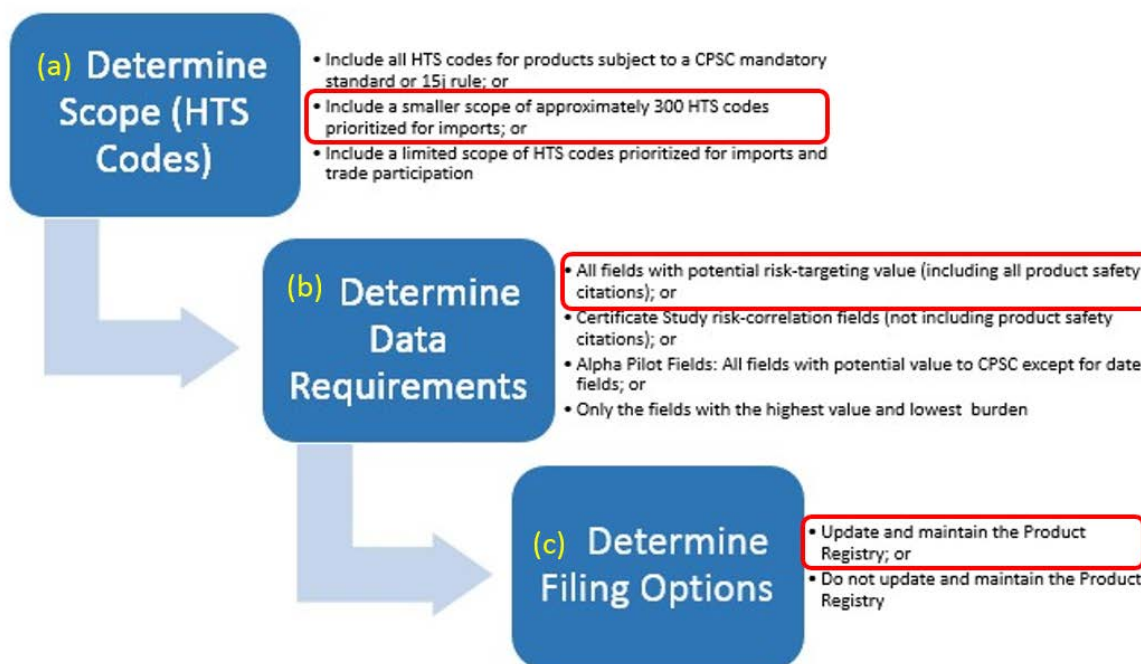 (a) Determine
Scope (HTS
Codes)
• Include all HTS codes for products subject to a CPSC mandatory
standard or 15j rule; or
• Include a smaller scope of approximately 300 HTS codes
prioritized for imports; or
• Include a limited scope of HTS codes prioritized for imports and
trade participation
(b) Determine
Data
Requirements
• All fields with potential risk-targeting value (including all product safety
citations); or
• Certificate Study risk-correlation fields (not including product safety
citations); or
• Alpha Pilot Fields: All fields with potential value to CPSC except for date
fields; or
• Only the fields with the highest value and lowest burden
(c) Determine
Filing Options
• Update and maintain the Product
Registry; or
• Do not update and maintain the Product
Registry